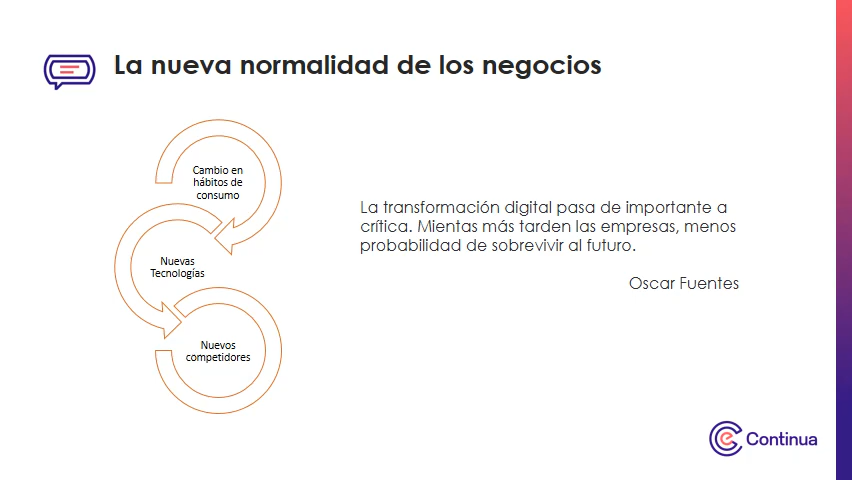 La nueva normalidad de los negocios
Cambio en
hábitos de
consumo
Nuevas
Tecnologías
Nuevos
competidores
La transformación digital pasa de importante a
crítica. Mientas más tarden las empresas, menos
probabilidad de sobrevivir al futuro.
Oscar Fuentes
Continua